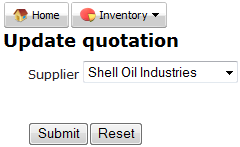 Home Inventory
Update quotation
Supplier Shell Oil Industries
Submit Reset